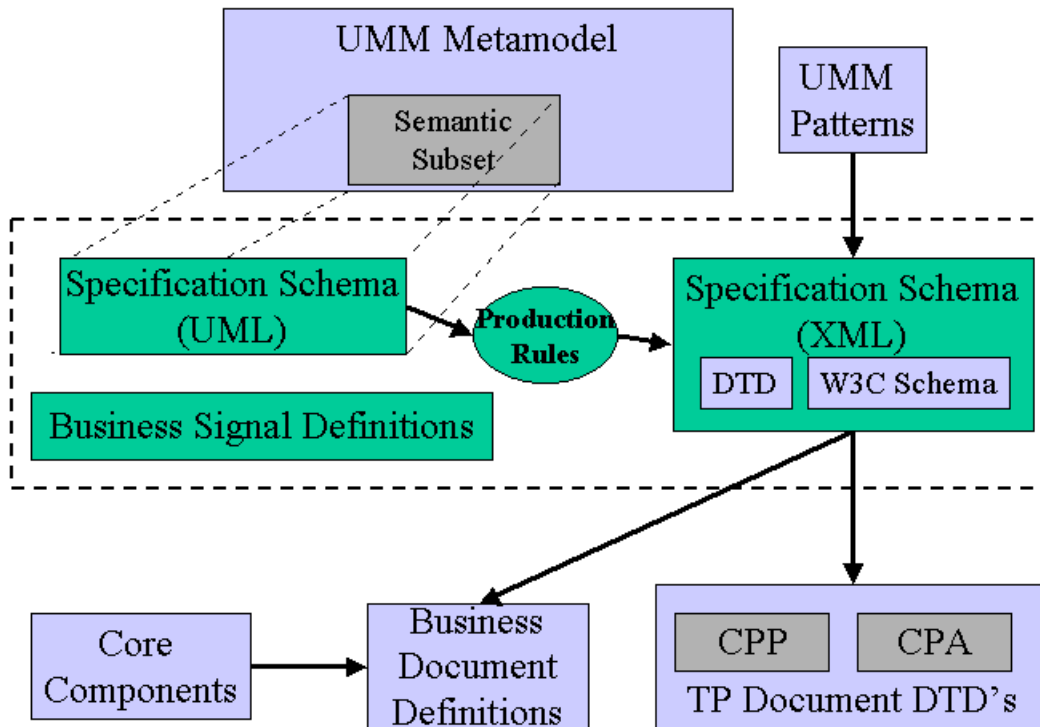 UMM Metamodel
Semantic
Subset
UMM
Patterns
Specification Schema
(UML)
Production
Rules
Specification Schema
(XML)
DTD
W3C Schema
Business Signal Definitions
Core
Components
Business
Document
Definitions
CPP
CPA
TP Document DTD's